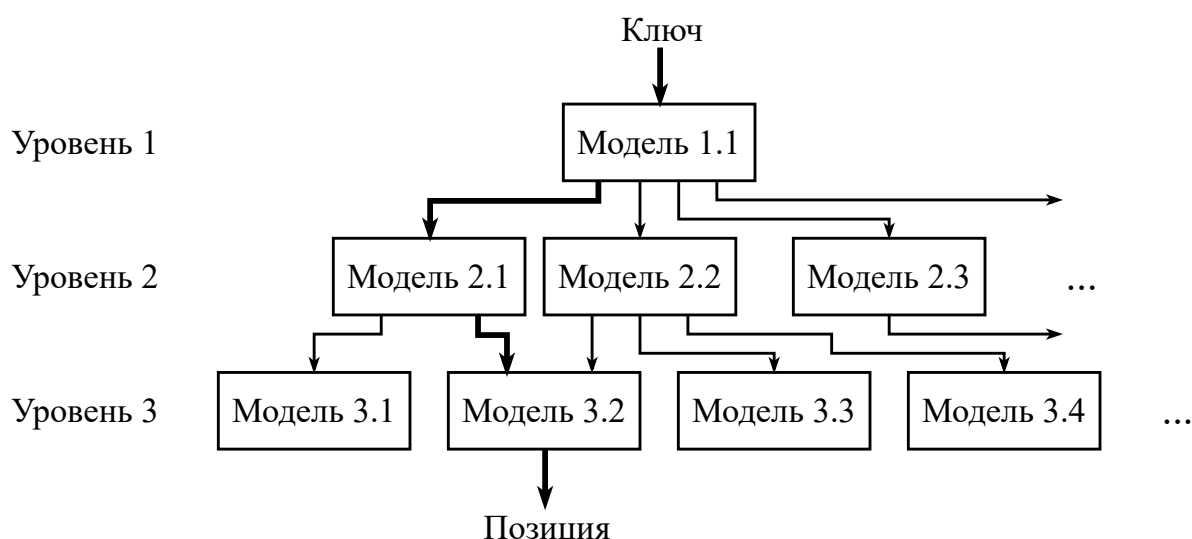 Ключ
Уровень 1
Модель 1.1
Уровень 2
Модель 2.1
Модель 2.2
Модель 2.3
...
Уровень 3
Модель 3.1
Модель 3.2
Модель 3.3
Модель 3.4
...
Позиция